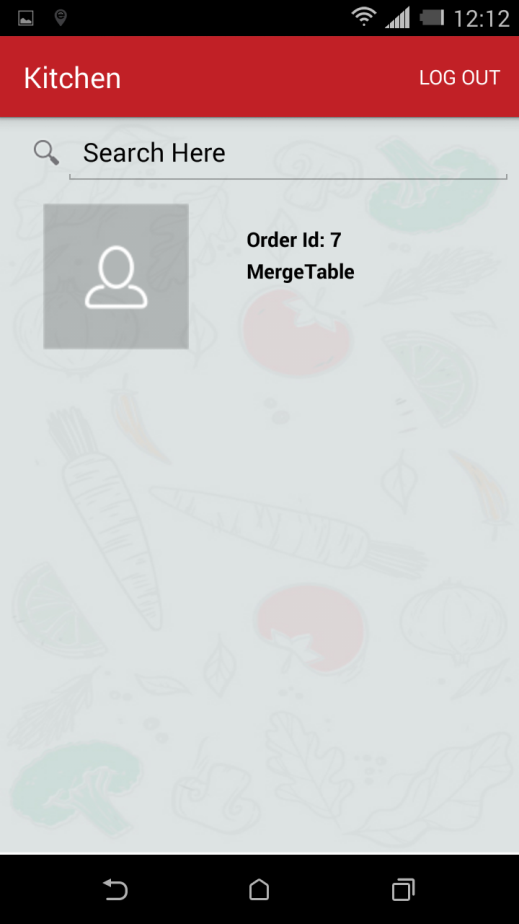 12:12
Kitchen
LOG OUT
Search Here
Order Id: 7
MergeTable